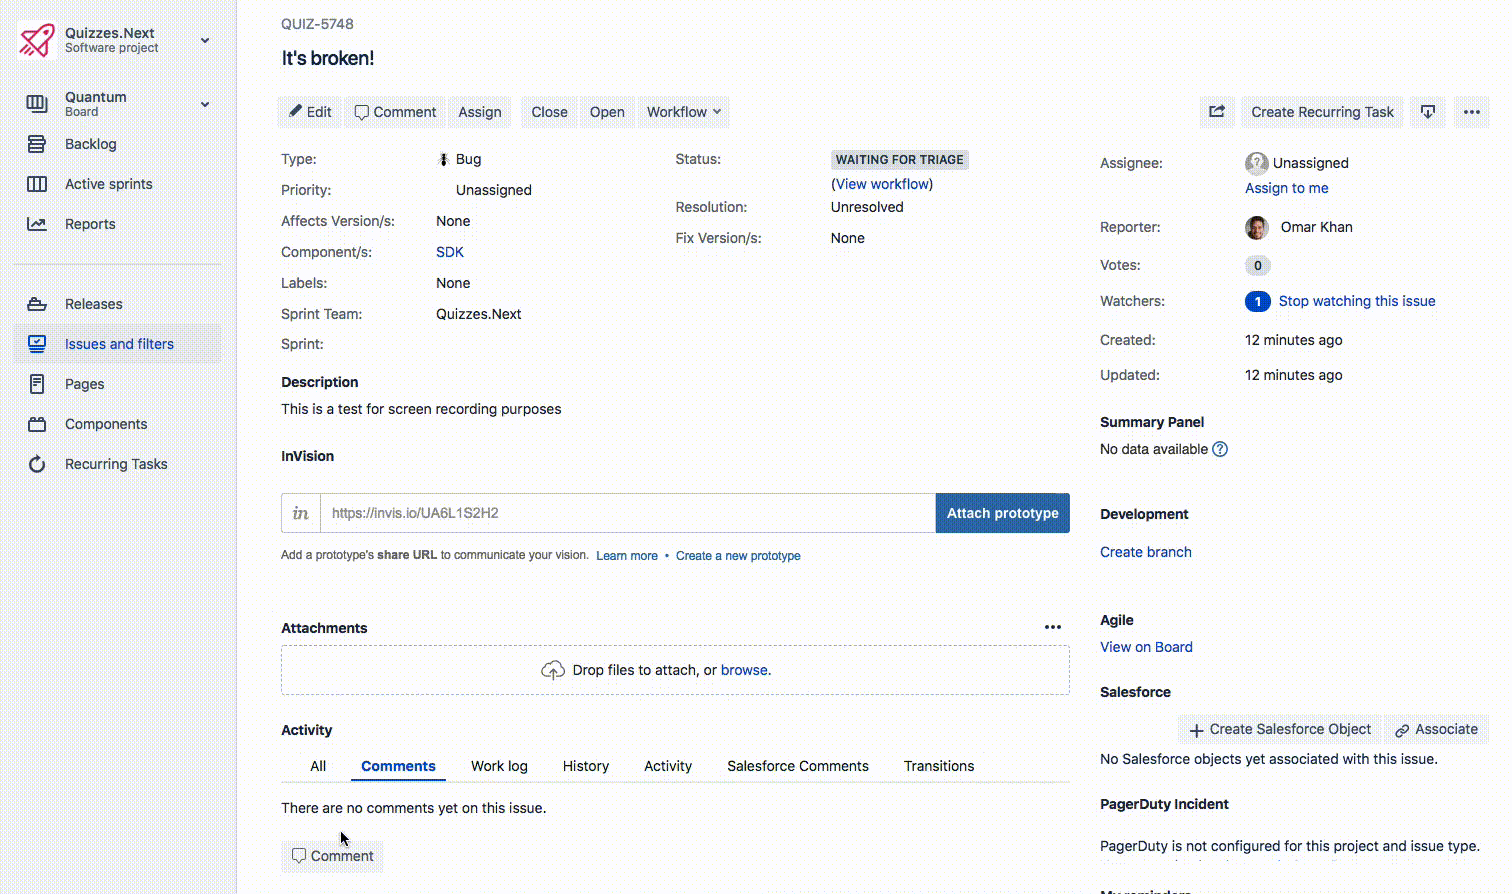 Quizzes.Next
Software project
Quantum
Board
Backlog
Active sprints
Reports
Releases
Issues and filters
Pages
Components
Recurring Tasks
QUIZ-5748
It's broken!
Edit Comment Assign Close Open Workflow Create Recurring Task
Type: Bug
Priority: Unassigned
Affects Version/s: None
Component/s: SDK
Labels: None
Sprint Team: Quizzes.Next
Sprint:
Status: WAITING FOR TRIAGE
(View workflow)
Resolution: Unresolved
Fix Version/s: None
Description
This is a test for screen recording purposes
InVision
in https://invis.io/UA6L1S2H2 Attach prototype
Add a prototype's share URL to communicate your vision. Learn more • Create a new prototype
Attachments
Drop files to attach, or browse.
Activity
All Comments Work log History Activity Salesforce Comments Transitions
There are no comments yet on this issue.
Comment
Assignee: Unassigned
Assign to me
Reporter: Omar Khan
Votes: 0
Watchers: 1 Stop watching this issue
Created: 12 minutes ago
Updated: 12 minutes ago
Summary Panel
No data available
Development
Create branch
Agile
View on Board
Salesforce
Create Salesforce Object Associate
No Salesforce objects yet associated with this issue.
PagerDuty Incident
PagerDuty is not configured for this project and issue type.